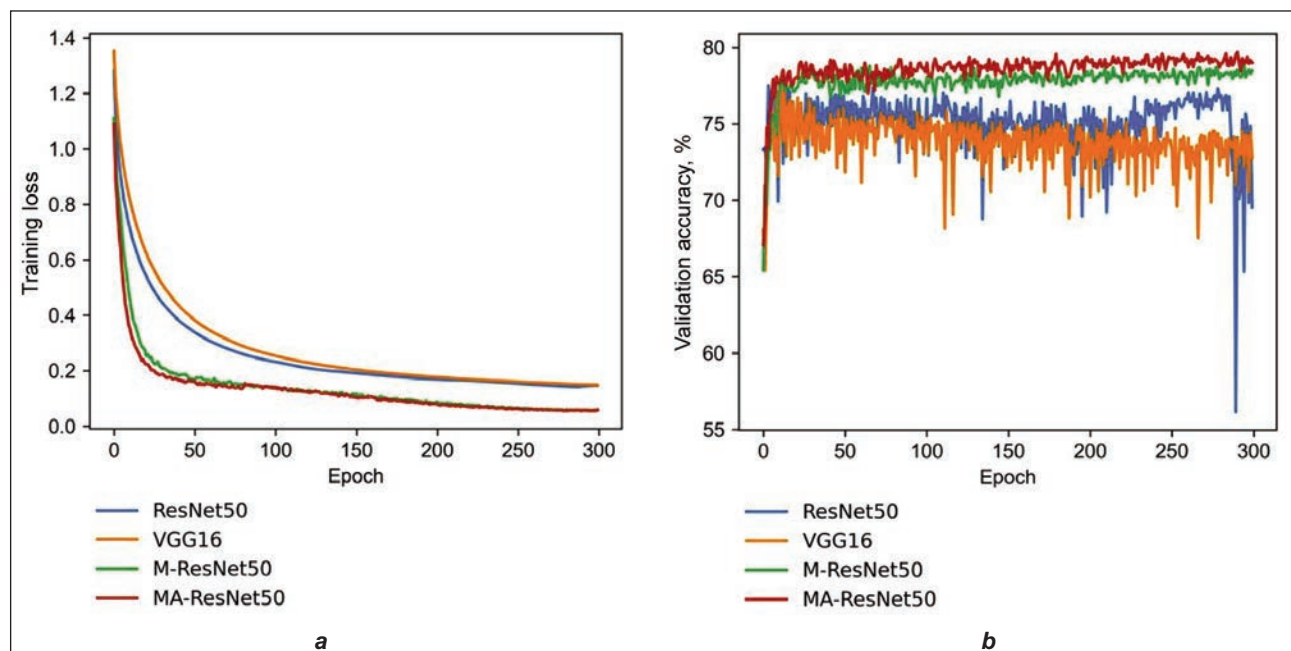 1.4
1.2
1.0
0.8
0.6
0.4
0.2
0.0
Training loss
0 50 100 150 200 250 300
Epoch
ResNet50
VGG16
M-ResNet50
MA-ResNet50
a
80
75
70
65
60
55
Validation accuracy, %
0 50 100 150 200 250 300
Epoch
ResNet50
VGG16
M-ResNet50
MA-ResNet50
b